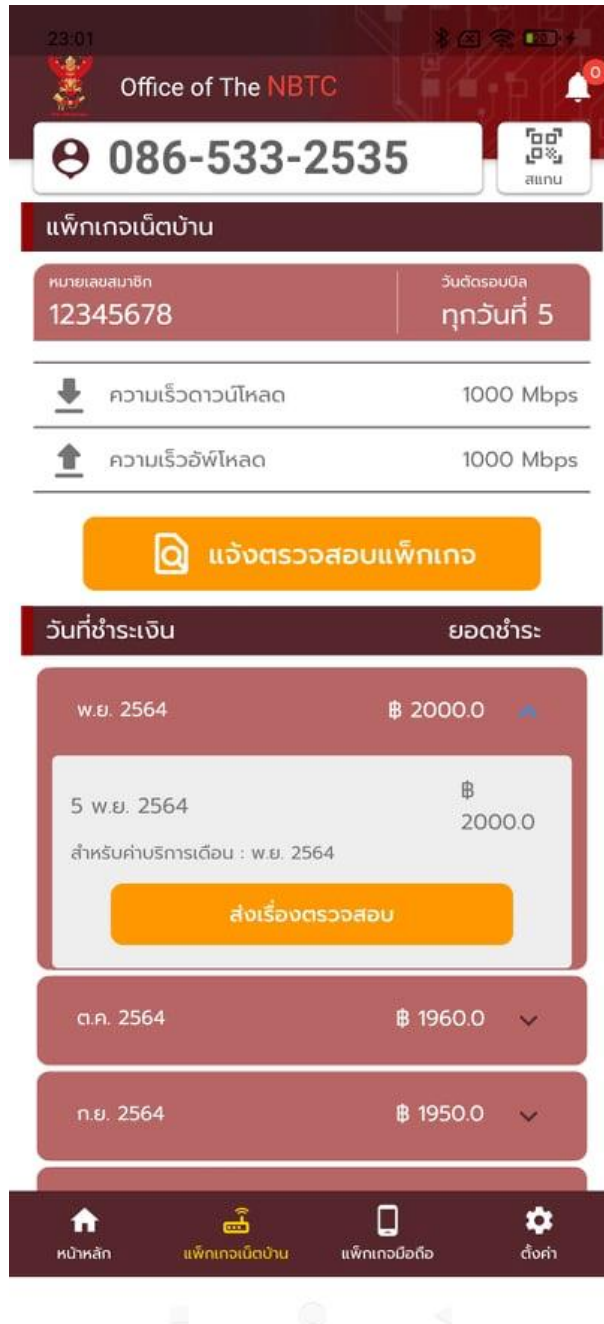 23:01
20
Office of The NBTC
0
086-533-2535
สแกน
แพ็กเกจเน็ตบ้าน
หมายเลขสมาชิก วันตัดรอบบิล
12345678 ทุกวันที่ 5
ความเร็วดาวน์โหลด 1000 Mbps
ความเร็วอัพ์โหลด 1000 Mbps
แจ้งตรวจสอบแพ็กเกจ
วันที่ชำระเงิน ยอดชำระ
พ.ย. 2564 ฿ 2000.0
5 พ.ย. 2564 ฿
2000.0
สำหรับค่าบริการเดือน : พ.ย. 2564
ส่งเรื่องตรวจสอบ
ต.ค. 2564 ฿ 1960.0
ก.ย. 2564 ฿ 1950.0
หน้าหลัก แพ็กเกจเน็ตบ้าน แพ็กเกจมือถือ ตั้งค่า